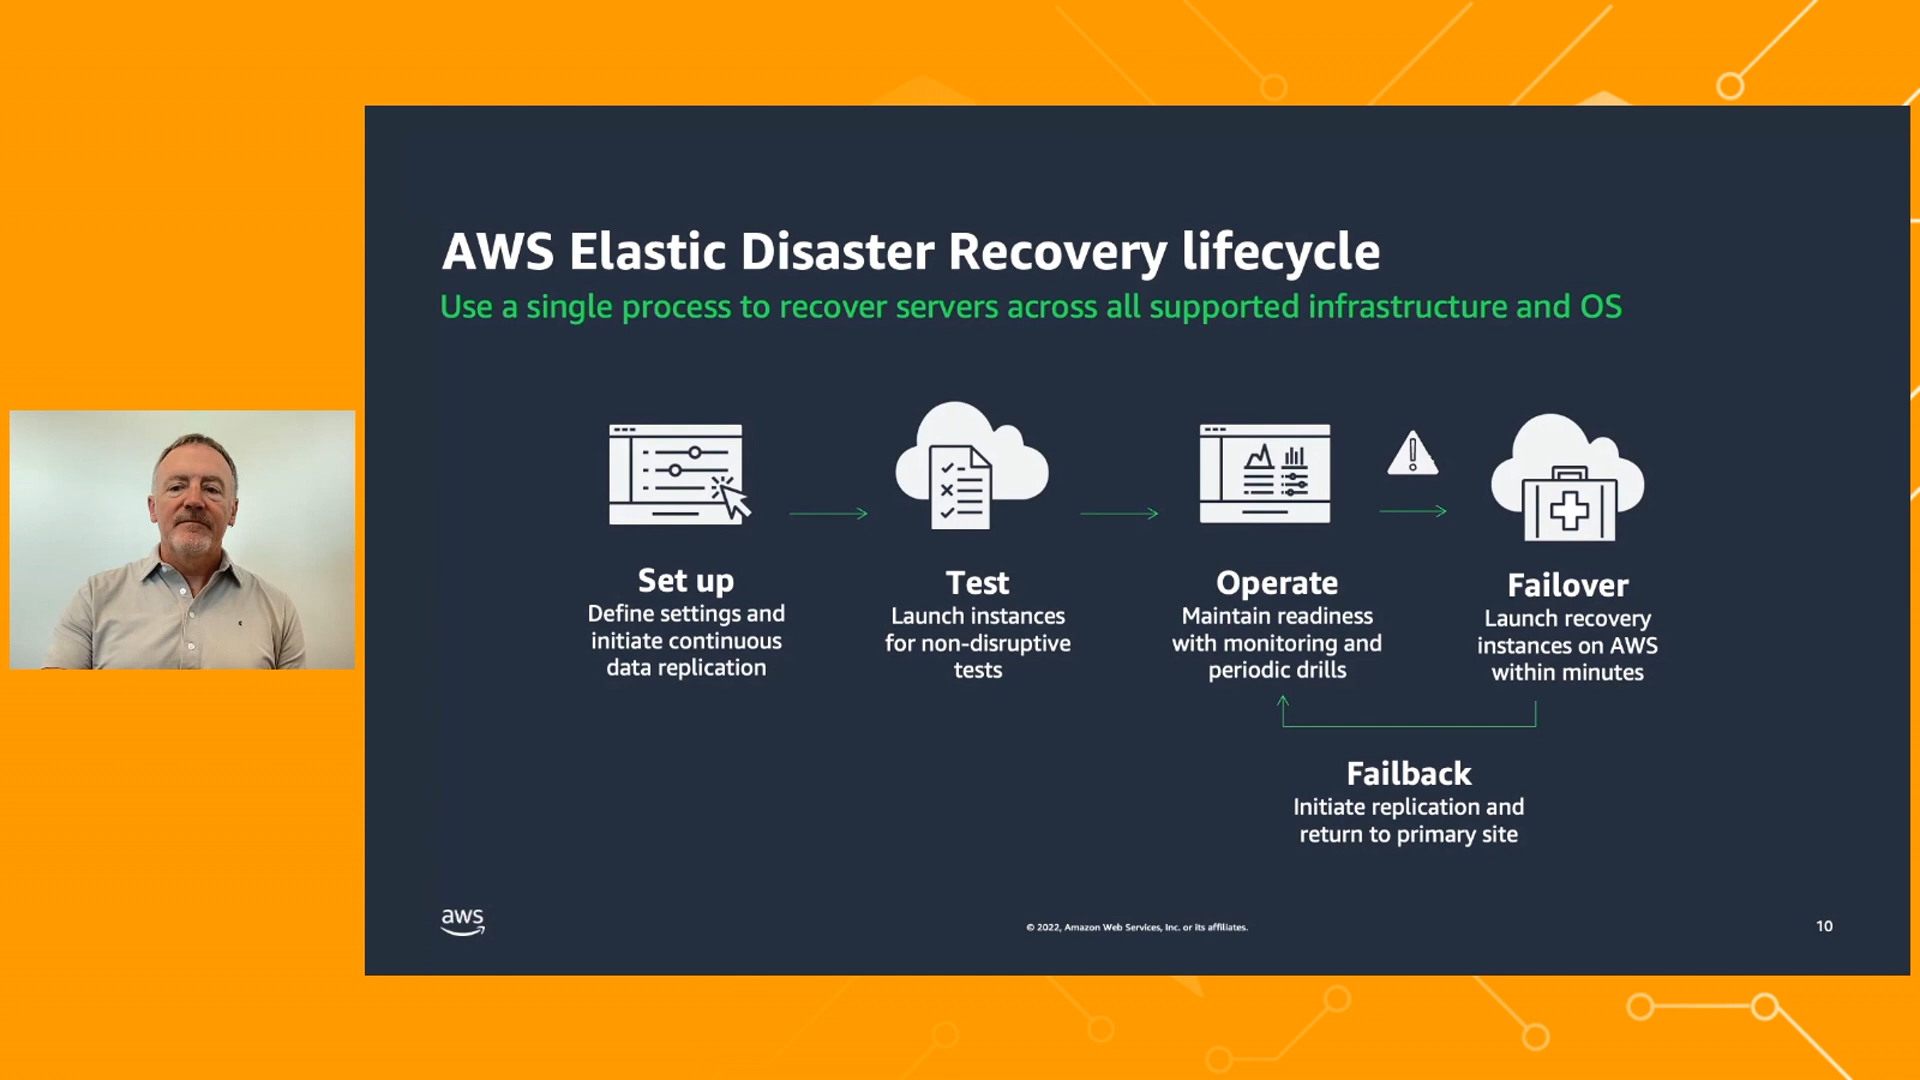 AWS Elastic Disaster Recovery lifecycle
Use a single process to recover servers across all supported infrastructure and OS
Set up
Define settings and
initiate continuous
data replication
Test
Launch instances
for non-disruptive
tests
Operate
Maintain readiness
with monitoring and
periodic drills
Failover
Launch recovery
instances on AWS
within minutes
Failback
Initiate replication and
return to primary site
aws
© 2022, Amazon Web Services, Inc. or its affiliates.
10